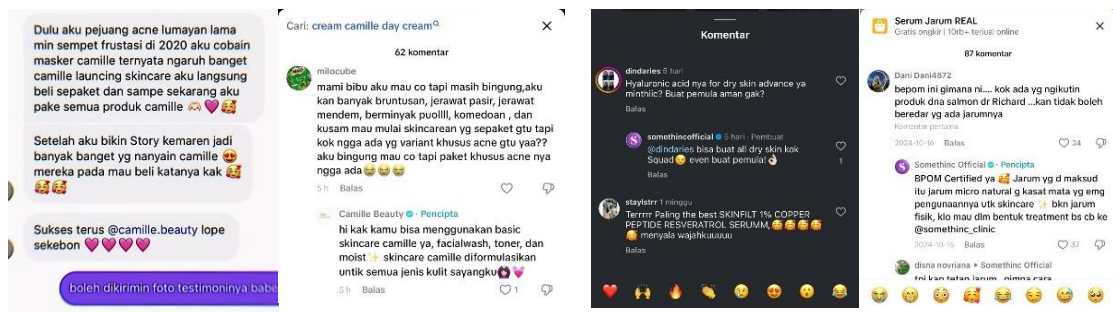 Dulu aku pejuang acne lumayan lama
min sempet frustasi di 2020 aku cobain
masker camille ternyata ngaruh banget
camille launcing skincare aku langsung
beli sepaket dan sampe sekarang aku
pake semua produk camille 🫶🏻💜🥰
Setelah aku bikin Story kemaren jadi
banyak banget yg nanyain camille 😍
mereka pada mau beli katanya kak 🥰
🥰🥰
Sukses terus @camille.beauty lope
sekebon 💜💜💜💜
boleh dikirimin foto testimoninya babe
Cari: cream camille day cream
62 komentar
milocube
mami bibu aku mau co tapi masih bingung,aku
kan banyak bruntusan, jerawat pasir, jerawat
mendem, berminyak puolll, komedoan , dan
kusam mau mulai skincarean yg sepaket gtu tapi
kok ngga ada yg variant khusus acne gtu yaa??
aku bingung mau co tapi paket khusus acne nya
ngga ada😭😭😭
5 h Balas
Camille Beauty · Pencipta
hi kak kamu bisa menggunakan basic
skincare camille ya, facialwash, toner, dan
moist✨ skincare camille diformulasikan
untik semua jenis kulit sayangku🙆🏻‍♀️💓
5 h Balas 1
Komentar
dindaries 5 hari
Hyaluronic acid nya for dry skin advance ya
minthiic? Buat pemula aman gak?
Balas
somethincofficial 5 hari · Pembuat
@dindaries bisa buat all dry skin kok
Squad😊 even buat pemula!👌🏻
1
Balas
staylstrr 1 minggu
Terrrrr Paling the best SKINFILT 1% COPPER
PEPTIDE RESVERATROL SERUMM,🥰🥰🥰🥰
🥰 menyala wajahkuuuuu
Balas
❤️🙌🔥👏😢😍😮😂
Serum Jarum REAL
Gratis ongkir | 10rb+ terjual online
87 komentar
Dani Dani4872
bepom ini gimana ni.... kok ada yg ngikutin
produk dna salmon dr Richard ...kan tidak boleh
beredar yg ada jarumnya
Komentar pertama
2024-10-16 Balas 24
Somethinc Official · Pencipta
BPOM Certified ya 🥰 Jarum yg d maksud
itu jarum micro natural g kasat mata yg emg
pengunaannya utk skincare ✨ bkn jarum
fisik, klo mau dlm bentuk treatment bs cb ke
@somethinc_clinic
2024-10-16 Balas 37
disna novriana ▸ Somethinc Official
tpi kan tetap jarum
😭😁😳🥰😂😏😅🥺